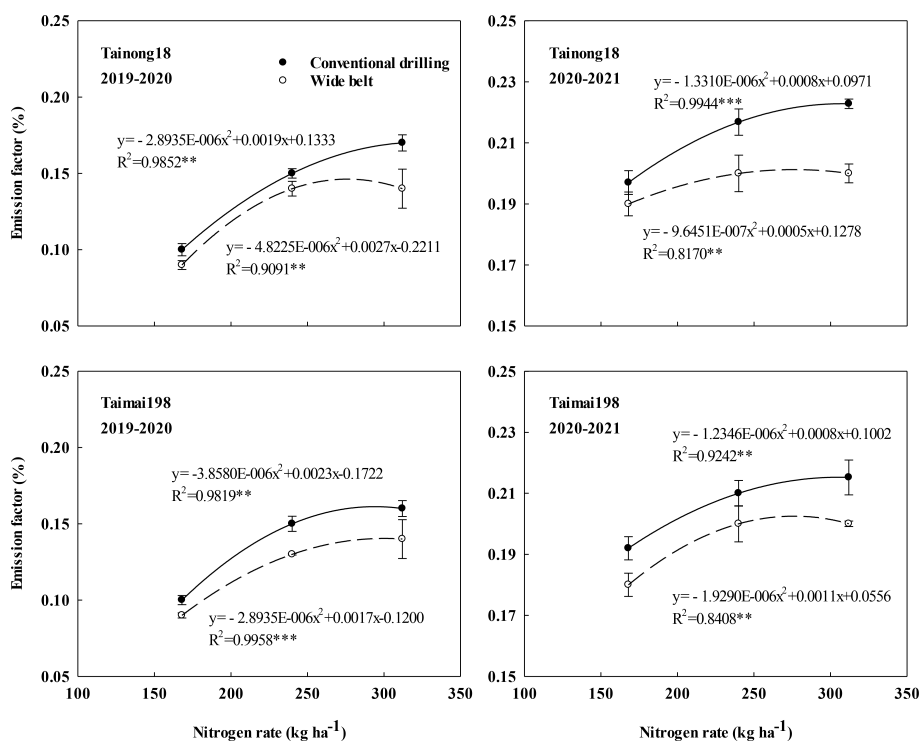 Tainong18
2019-2020
Conventional drilling
Wide belt
y= - 2.8935E-006x²+0.0019x+0.1333
R²=0.9852**
y= - 4.8225E-006x²+0.0027x-0.2211
R²=0.9091**
Emission factor (%)
0.25
0.20
0.15
0.10
0.05
Tainong18
2020-2021
y= - 1.3310E-006x²+0.0008x+0.0971
R²=0.9944***
y= - 9.6451E-007x²+0.0005x+0.1278
R²=0.8170**
0.25
0.23
0.21
0.19
0.17
0.15
Taimai198
2019-2020
y= -3.8580E-006x²+0.0023x-0.1722
R²=0.9819**
y= - 2.8935E-006x²+0.0017x-0.1200
R²=0.9958***
Emission factor (%)
0.25
0.20
0.15
0.10
0.05
100 150 200 250 300 350
Nitrogen rate (kg ha⁻¹)
Taimai198
2020-2021
y= - 1.2346E-006x²+0.0008x+0.1002
R²=0.9242**
y= - 1.9290E-006x²+0.0011x+0.0556
R²=0.8408**
0.25
0.23
0.21
0.19
0.17
0.15
100 150 200 250 300 350
Nitrogen rate (kg ha⁻¹)